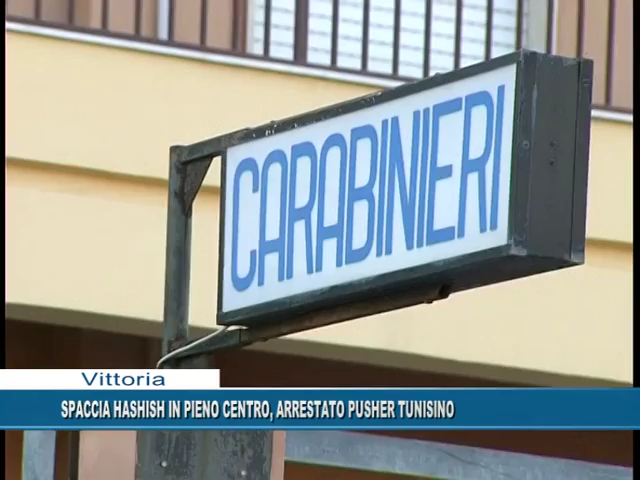 CARABINIERI
Vittoria
SPACCIA HASHISH IN PIENO CENTRO, ARRESTATO PUSHER TUNISINO